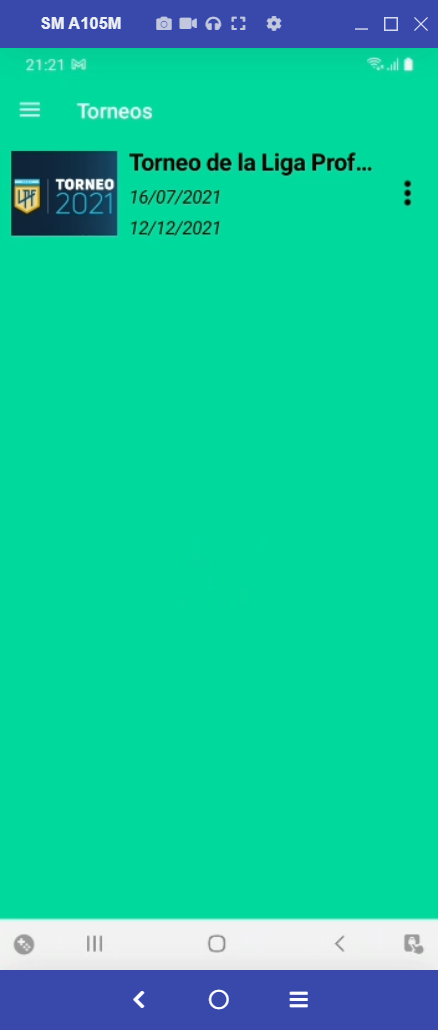 SM A105M
21:21
Torneos
Torneo de la Liga Prof...
16/07/2021
12/12/2021
LPF
TORNEO
2021